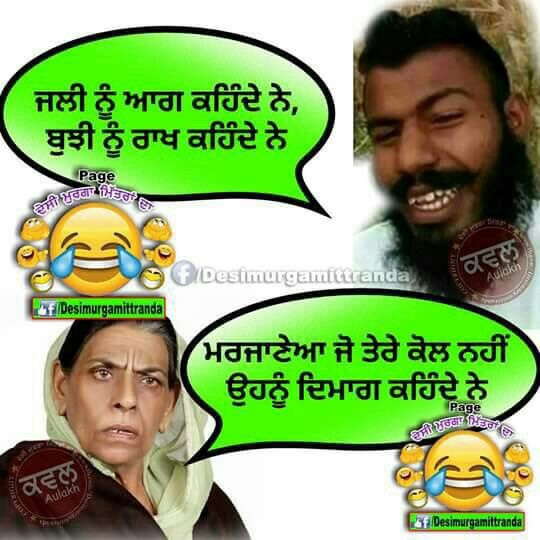 ਜਲੀ ਨੂੰ ਆਗ ਕਹਿੰਦੇ ਨੇ,
ਬੁਝੀ ਨੂੰ ਰਾਖ ਕਹਿੰਦੇ ਨੇ
Page
ਦੇਸੀ ਮੁਰਗਾ ਮਿੱਤਰਾਂ ਦਾ
f/Desimurgamittranda
f/Desimurgamittranda
ਕਵਲ
Aulakh
ਮਰਜਾਣੇਆ ਜੋ ਤੇਰੇ ਕੋਲ ਨਹੀਂ
ਉਹਨੂੰ ਦਿਮਾਗ ਕਹਿੰਦੇ ਨੇ
Page
ਦੇਸੀ ਮੁਰਗਾ ਮਿੱਤਰਾਂ ਦਾ
ਕਵਲ
Aulakh
f/Desimurgamittranda